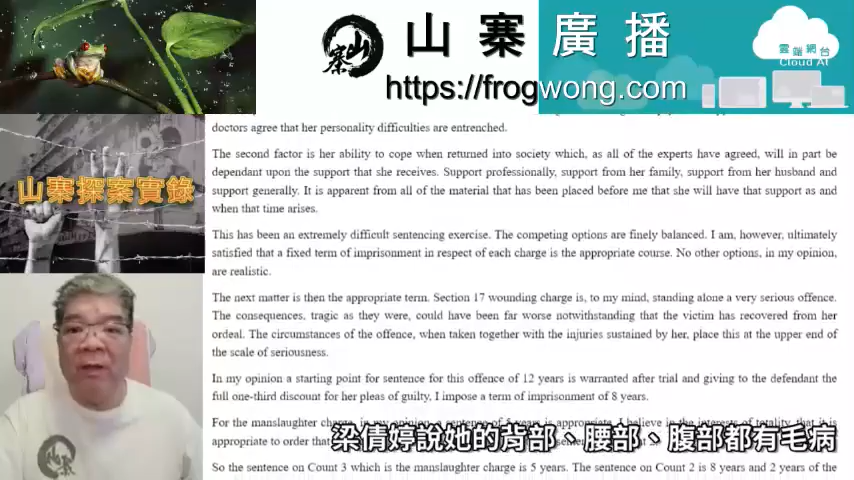 山寨廣播
https://frogwong.com
雲端網台
Cloud AI
山寨
山寨探案實錄
doctors agree that her personality difficulties are entrenched.
The second factor is her ability to cope when returned into society which, as all of the experts have agreed, will in part be
dependant upon the support that she receives. Support professionally, support from her family, support from her husband and
support generally. It is apparent from all of the material that has been placed before me that she will have that support as and
when that time arises.
This has been an extremely difficult sentencing exercise. The competing options are finely balanced. I am, however, ultimately
satisfied that a fixed term of imprisonment in respect of each charge is the appropriate course. No other options, in my opinion,
are realistic.
The next matter is then the appropriate term. Section 17 wounding charge is, to my mind, standing alone a very serious offence.
The consequences, tragic as they were, could have been far worse notwithstanding that the victim has recovered from her
ordeal. The circumstances of the offence, when taken together with the injuries sustained by her, place this at the upper end of
the scale of seriousness.
In my opinion a starting point for sentence for this offence of 12 years is warranted after trial and giving to the defendant the
full one-third discount for her pleas of guilty, I impose a term of imprisonment of 8 years.
For the manslaughter charge, in my opinion, a sentence of 5 years is appropriate. I believe in the interests of totality, that it is
appropriate to order that
梁倩婷說她的背部、腰部、腹部都有毛病
So the sentence on Count 3 which is the manslaughter charge is 5 years. The sentence on Count 2 is 8 years and 2 years of the